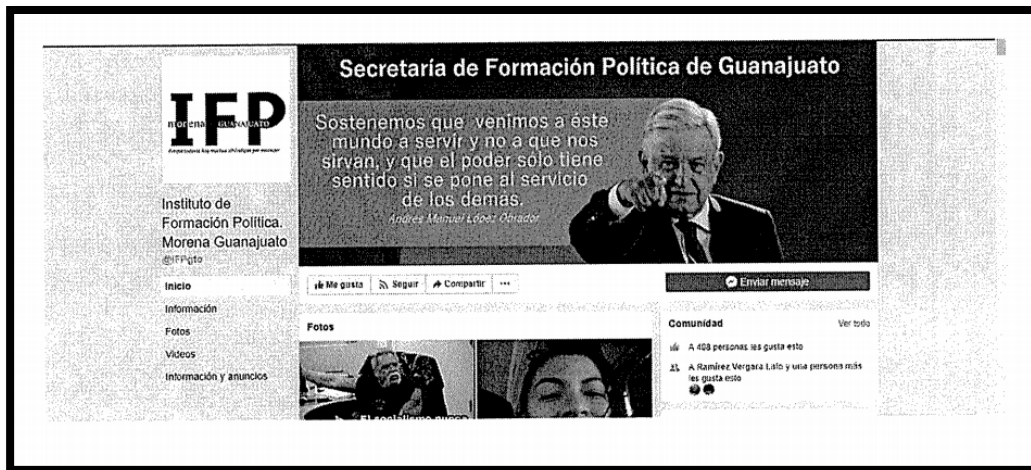 Secretaría de Formación Política de Guanajuato
IFP
morena GUANAJUATO
Sostenemos que venimos a éste
mundo a servir y no a que nos
sirvan, y que el poder sólo tiene
sentido si se pone al servicio
de los demás.
Andrés Manuel López Obrador
Instituto de
Formación Política.
Morena Guanajuato
@IFPgto
Inicio
Información
Fotos
Videos
Información y anuncios
Me gusta
Seguir
Compartir
Enviar mensaje
Fotos
El socialismo nunca
Comunidad
Ver todo
A 408 personas les gusta esto
A Ramírez Vergara Lalo y una persona más
les gusta esto